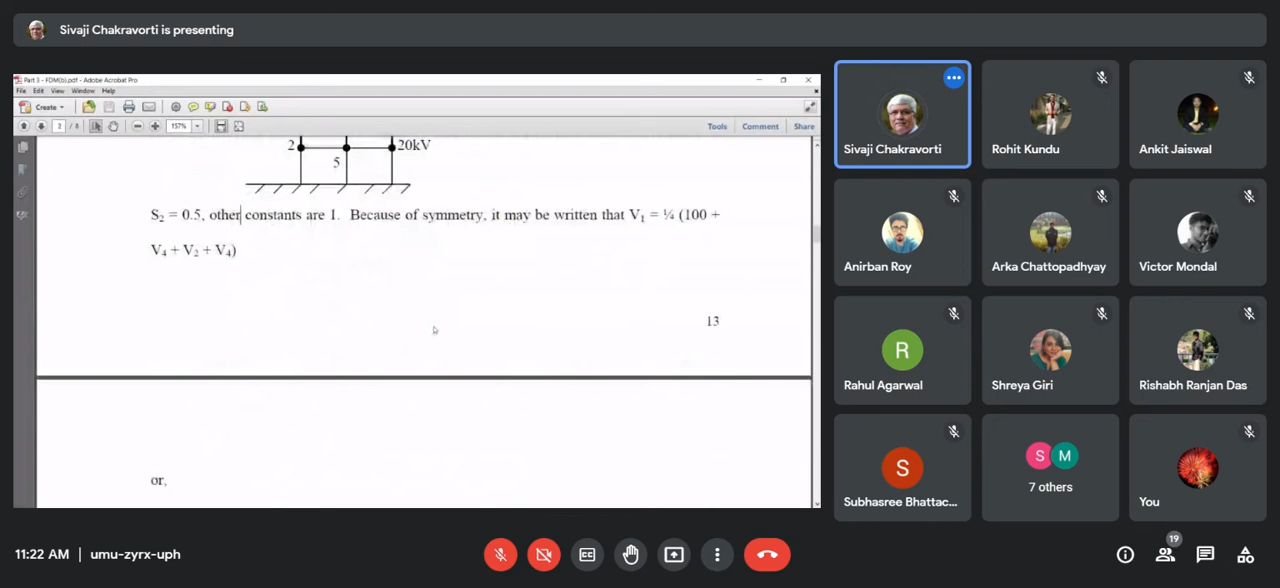 Sivaji Chakravorti is presenting
Part 3 - FDM(b).pdf - Adobe Acrobat Pro
File Edit View Window Help
Create
3 / 8 157% Tools Comment Share
2 20kV
5
S₂ = 0.5, other constants are 1. Because of symmetry, it may be written that V₁ = ¼ (100 +
V₄ + V₂ + V₄)
13
or,
Sivaji Chakravorti
Rohit Kundu
Ankit Jaiswal
Anirban Roy
Arka Chattopadhyay
Victor Mondal
R
Rahul Agarwal
Shreya Giri
Rishabh Ranjan Das
S
Subhasree Bhattac...
S M
7 others
You
11:22 AM | umu-zyrx-uph
CC
19